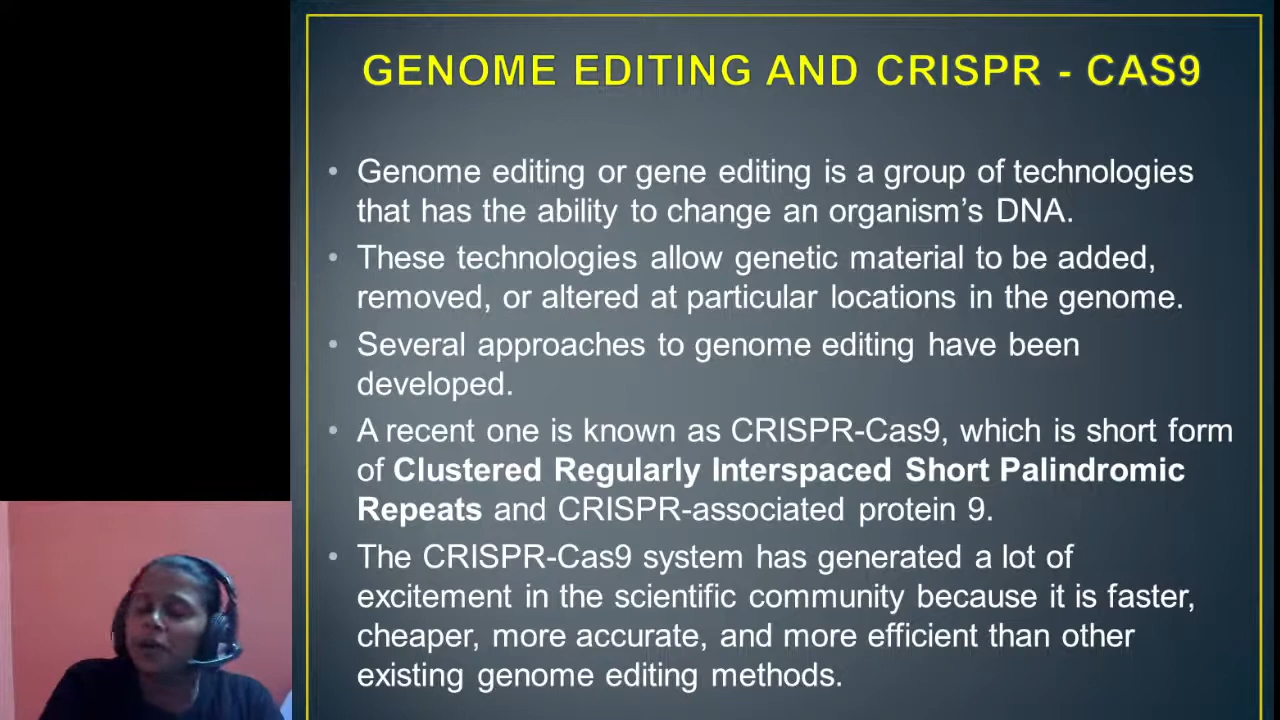 GENOME EDITING AND CRISPR - CAS9
• Genome editing or gene editing is a group of technologies
that has the ability to change an organism’s DNA.
• These technologies allow genetic material to be added,
removed, or altered at particular locations in the genome.
• Several approaches to genome editing have been
developed.
• A recent one is known as CRISPR-Cas9, which is short form
of Clustered Regularly Interspaced Short Palindromic
Repeats and CRISPR-associated protein 9.
• The CRISPR-Cas9 system has generated a lot of
excitement in the scientific community because it is faster,
cheaper, more accurate, and more efficient than other
existing genome editing methods.